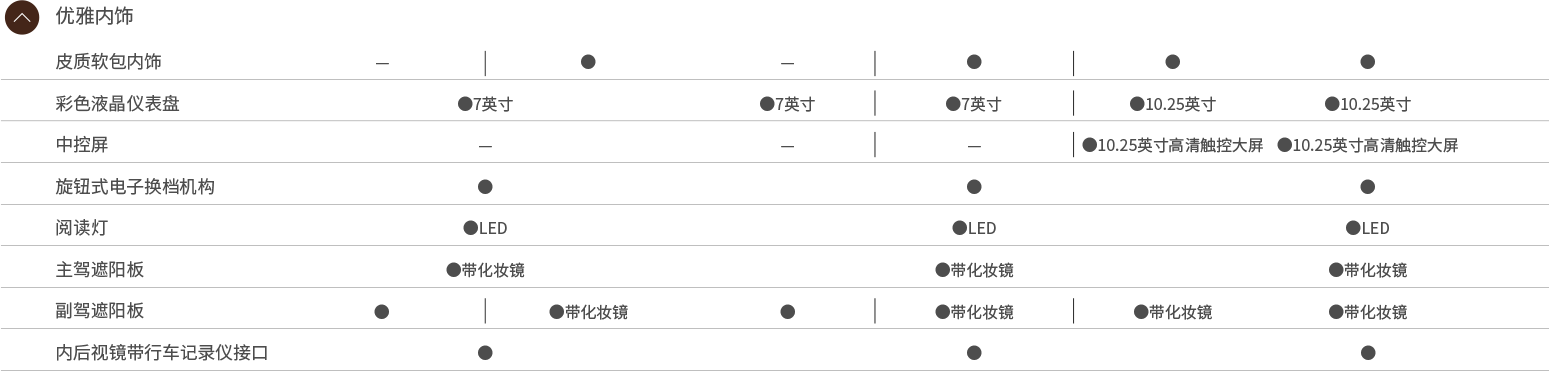 优雅内饰
皮质软包内饰 — ● — ● ● ●
彩色液晶仪表盘 ●7英寸 ●7英寸 ●7英寸 ●10.25英寸 ●10.25英寸
中控屏 — — — ●10.25英寸高清触控大屏 ●10.25英寸高清触控大屏
旋钮式电子换档机构 ● ● ●
阅读灯 ●LED ●LED ●LED
主驾遮阳板 ●带化妆镜 ●带化妆镜 ●带化妆镜
副驾遮阳板 ● ●带化妆镜 ● ●带化妆镜 ●带化妆镜 ●带化妆镜
内后视镜带行车记录仪接口 ● ● ●